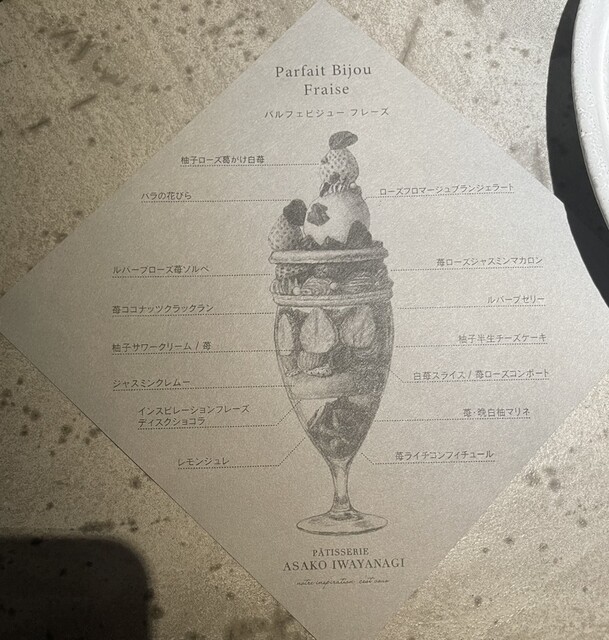 Parfait Bijou
Fraise
パルフェビジュー フレーズ
柚子ローズ葛がけ白苺
バラの花びら
ローズフロマージュブランジェラート
ルバーブローズ苺ソルベ
苺ローズジャスミンマカロン
苺ココナッツクラックラン
ルバーブゼリー
柚子サワークリーム / 苺
柚子半生チーズケーキ
ジャスミンクレムー
白苺スライス / 苺ローズコンポート
インスピレーションフレーズ
ディスクショコラ
苺・晩白柚マリネ
レモンジュレ
苺ライチコンフィチュール
PÂTISSERIE
ASAKO IWAYANAGI
notre inspiration, c'est vous